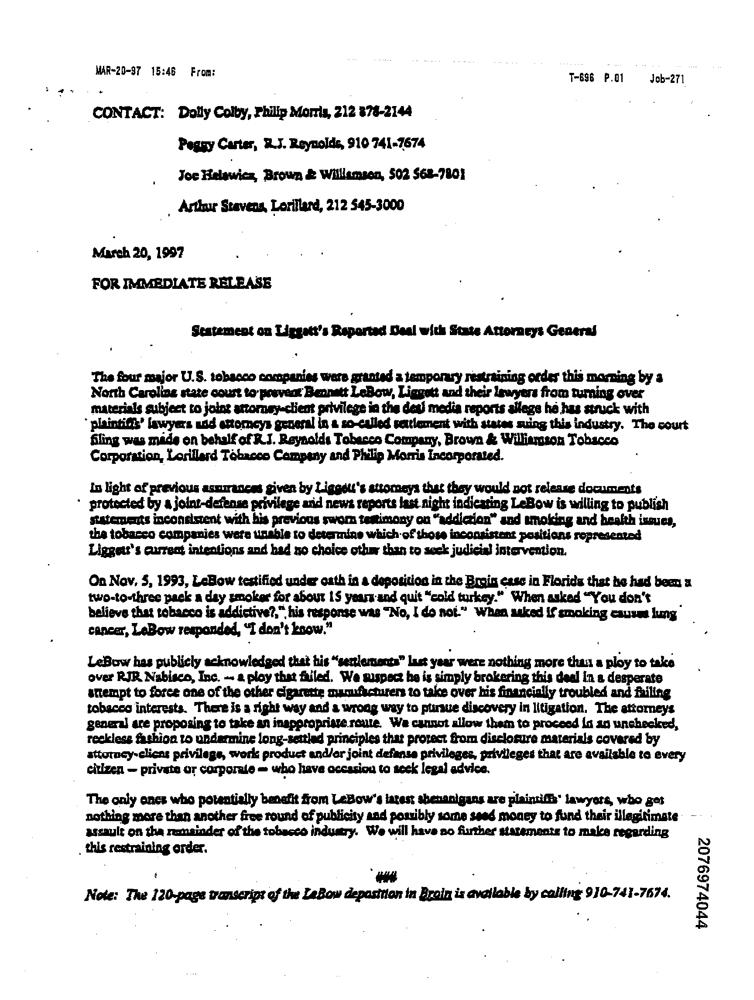 MAR-20-97 15:46 From:
T-696 P.01 Job-271
CONTACT: Dolly Colby, Philip Morris, 212 878-2144
Peggy Carter, R.J. Reynolds, 910 741-7674
Joe Helewicz, Brown & Williamson, 502 568-7801
Arthur Stevens, Lorillard, 212 545-3000
March 20, 1997
FOR IMMEDIATE RELEASE
Statement on Liggett's Reported Deal with State Attorneys General
The four major U.S. tobacco companies were granted a temporary restraining order this morning by a
North Carolina state court to prevent Bennett LeBow, Liggett and their lawyers from turning over
materials subject to joint attorney-client privilege in the deal media reports allege he has struck with
plaintiffs' lawyers and attorneys general in a so-called settlement with states suing this industry. The court
filing was made on behalf of R.J. Reynolds Tobacco Company, Brown & Williamson Tobacco
Corporation, Lorillard Tobacco Company and Philip Morris Incorporated.
In light of previous assurances given by Liggett's attorneys that they would not release documents
protected by a joint-defense privilege and news reports last night indicating LeBow is willing to publish
statements inconsistent with his previous sworn testimony on "addiction" and smoking and health issues,
the tobacco companies were unable to determine which of those inconsistent positions represented
Liggett's current intentions and had no choice other than to seek judicial intervention.
On Nov. 5, 1993, LeBow testified under oath in a deposition in the Broin case in Florida that he had been a
two-to-three pack a day smoker for about 15 years and quit "cold turkey." When asked "You don't
believe that tobacco is addictive?," his response was "No, I do not." When asked if smoking causes lung
cancer, LeBow responded, "I don't know."
LeBow has publicly acknowledged that his "settlements" last year were nothing more than a ploy to take
over RJR Nabisco, Inc. -- a ploy that failed. We suspect he is simply brokering this deal in a desperate
attempt to force one of the other cigarette manufacturers to take over his financially troubled and failing
tobacco interests. There is a right way and a wrong way to pursue discovery in litigation. The attorneys
general are proposing to take an inappropriate route. We cannot allow them to proceed in an unchecked,
reckless fashion to undermine long-settled principles that protect from disclosure materials covered by
attorney-client privilege, work product and/or joint defense privileges, privileges that are available to every
citizen -- private or corporate -- who have occasion to seek legal advice.
The only ones who potentially benefit from LeBow's latest shenanigans are plaintiffs' lawyers, who get
nothing more than another free round of publicity and possibly some seed money to fund their illegitimate
assault on the remainder of the tobacco industry. We will have no further statements to make regarding
this restraining order.
###
Note: The 120-page transcript of the LeBow deposition in Broin is available by calling 910-741-7674.
2076974044